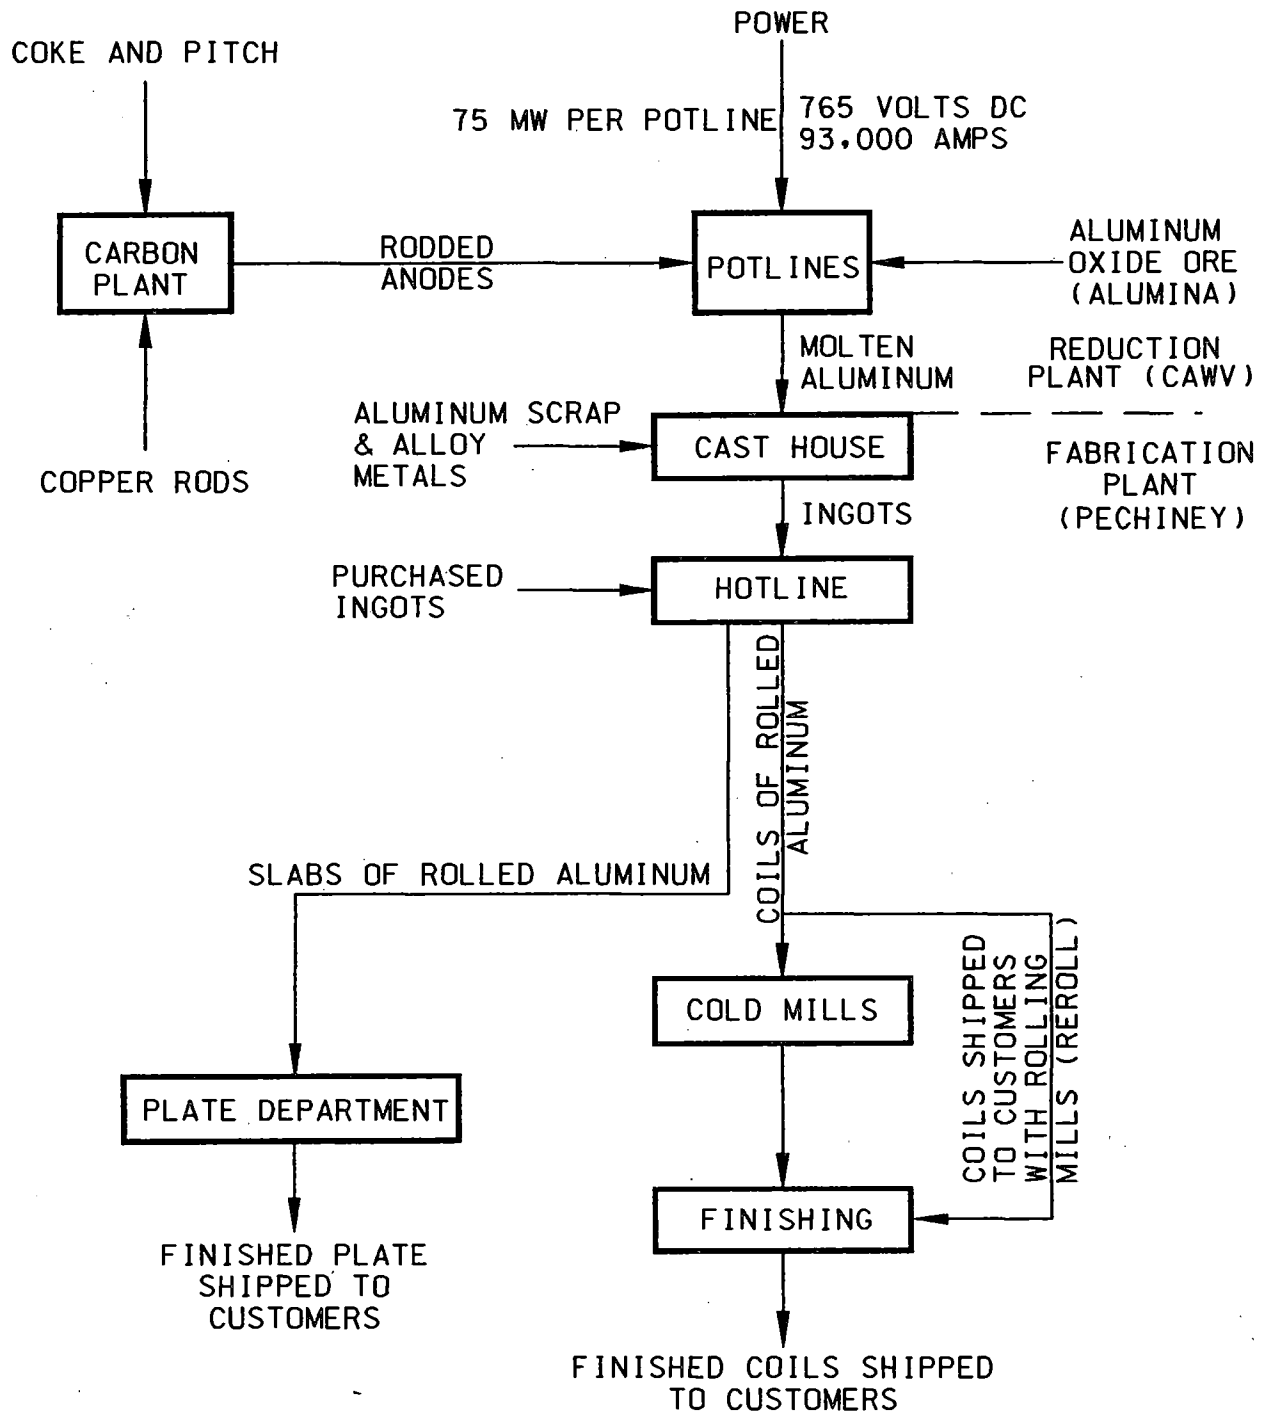 POWER
COKE AND PITCH
75 MW PER POTLINE
765 VOLTS DC
93,000 AMPS
CARBON
PLANT
RODDED
ANODES
POTLINES
ALUMINUM
OXIDE ORE
(ALUMINA)
MOLTEN
ALUMINUM
REDUCTION
PLANT (CAWV)
COPPER RODS
ALUMINUM SCRAP
& ALLOY
METALS
CAST HOUSE
FABRICATION
PLANT
(PECHINEY)
INGOTS
PURCHASED
INGOTS
HOTLINE
COILS OF ROLLED
ALUMINUM
SLABS OF ROLLED ALUMINUM
COLD MILLS
COILS SHIPPED
TO CUSTOMERS
WITH ROLLING
MILLS (REROLL)
PLATE DEPARTMENT
FINISHING
FINISHED PLATE
SHIPPED TO
CUSTOMERS
FINISHED COILS SHIPPED
TO CUSTOMERS